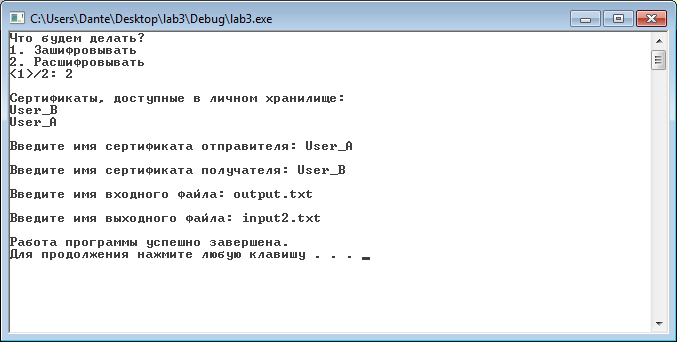 C:\Users\Dante\Desktop\lab3\Debug\lab3.exe
Что будем делать?
1. Зашифровывать
2. Расшифровывать
<1>/2: 2
Сертификаты, доступные в личном хранилище:
User_B
User_A
Введите имя сертификата отправителя: User_A
Введите имя сертификата получателя: User_B
Введите имя входного файла: output.txt
Введите имя выходного файла: input2.txt
Работа программы успешно завершена.
Для продолжения нажмите любую клавишу . . . _